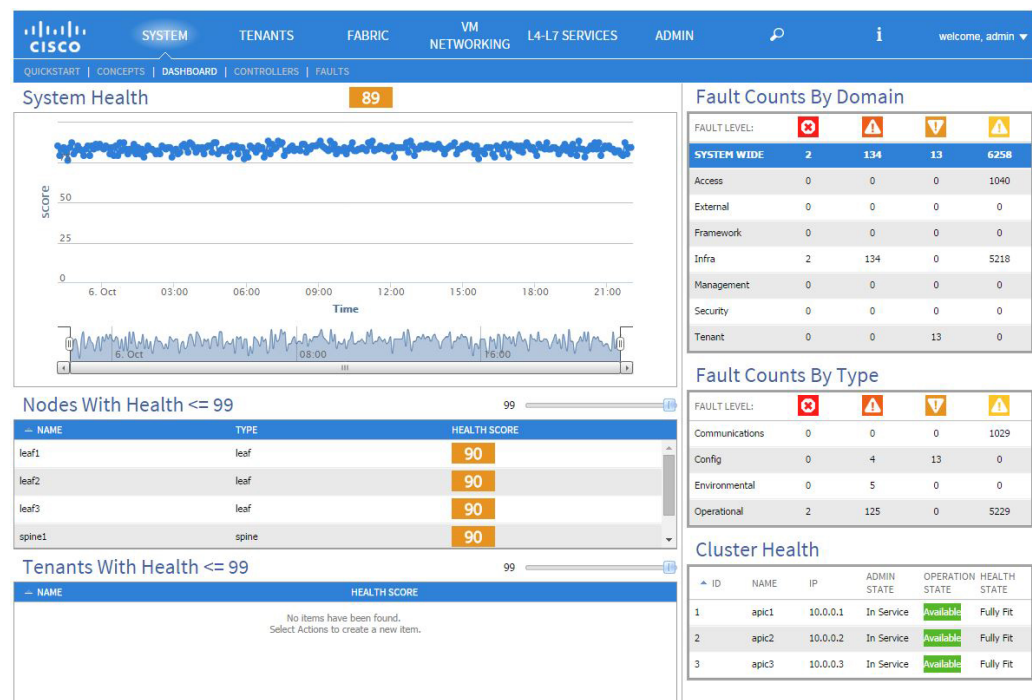 CISCO
SYSTEM TENANTS FABRIC VM NETWORKING L4-L7 SERVICES ADMIN i welcome, admin
QUICKSTART | CONCEPTS | DASHBOARD | CONTROLLERS | FAULTS
System Health 89
score
50
25
0
6. Oct 03:00 06:00 09:00 12:00 15:00 18:00 21:00
Time
6. Oct 08:00 16:00
Nodes With Health <= 99 99
NAME TYPE HEALTH SCORE
leaf1 leaf 90
leaf2 leaf 90
leaf3 leaf 90
spine1 spine 90
Tenants With Health <= 99 99
NAME HEALTH SCORE
No items have been found.
Select Actions to create a new item.
Fault Counts By Domain
FAULT LEVEL:
SYSTEM WIDE 2 134 13 6258
Access 0 0 0 1040
External 0 0 0 0
Framework 0 0 0 0
Infra 2 134 0 5218
Management 0 0 0 0
Security 0 0 0 0
Tenant 0 0 13 0
Fault Counts By Type
FAULT LEVEL:
Communications 0 0 0 1029
Config 0 4 13 0
Environmental 0 5 0 0
Operational 2 125 0 5229
Cluster Health
ID NAME IP ADMIN STATE OPERATION STATE HEALTH STATE
1 apic1 10.0.0.1 In Service Available Fully Fit
2 apic2 10.0.0.2 In Service Available Fully Fit
3 apic3 10.0.0.3 In Service Available Fully Fit